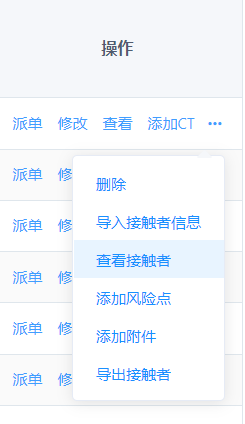 操作
派单 修改 查看 添加CT ···
派单 修
删除
派单 修
导入接触者信息
查看接触者
派单 修
添加风险点
派单 修
添加附件
派单 修
导出接触者